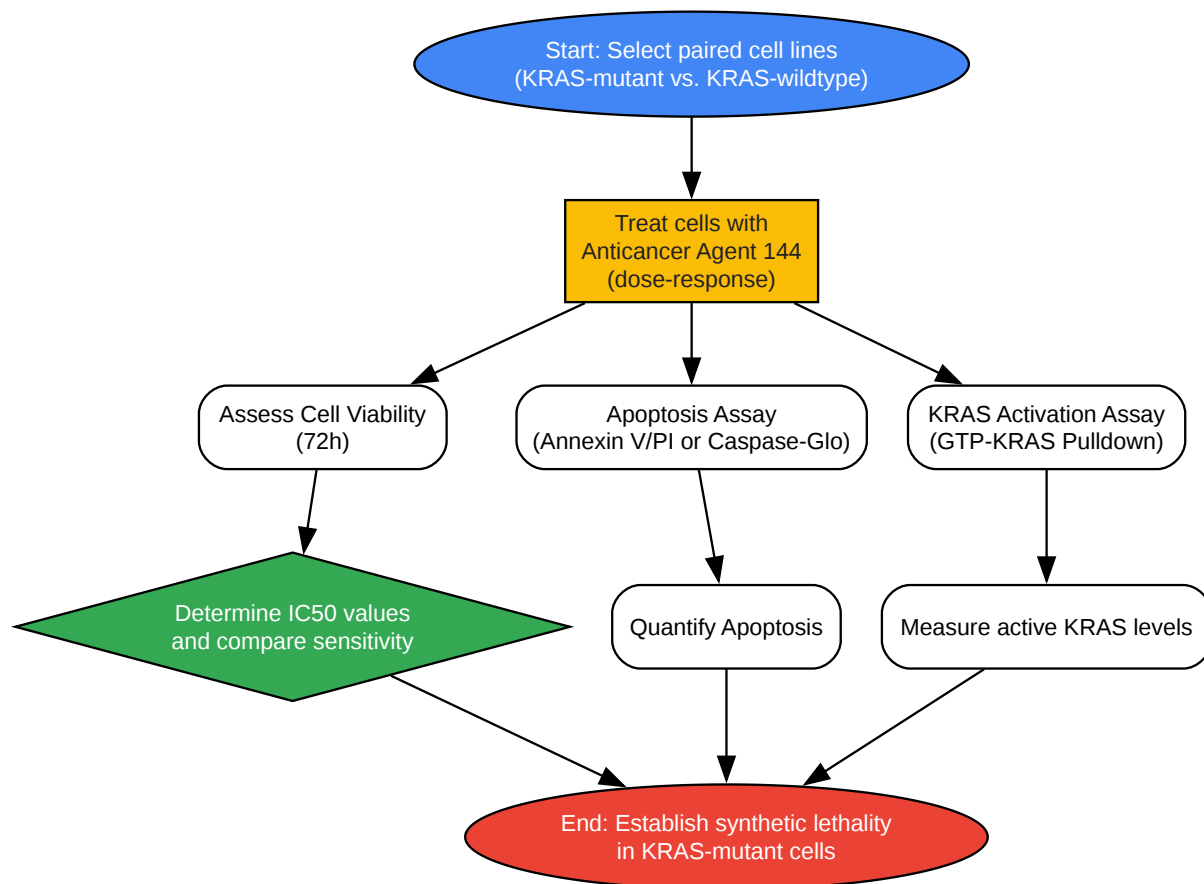 Start: Select paired cell lines
(KRAS-mutant vs. KRAS-wildtype)
Treat cells with
Anticancer Agent 144
(dose-response)
Assess Cell Viability
(72h)
Apoptosis Assay
(Annexin V/PI or Caspase-Glo)
KRAS Activation Assay
(GTP-KRAS Pulldown)
Determine IC50 values
and compare sensitivity
Quantify Apoptosis
Measure active KRAS levels
End: Establish synthetic lethality
in KRAS-mutant cells